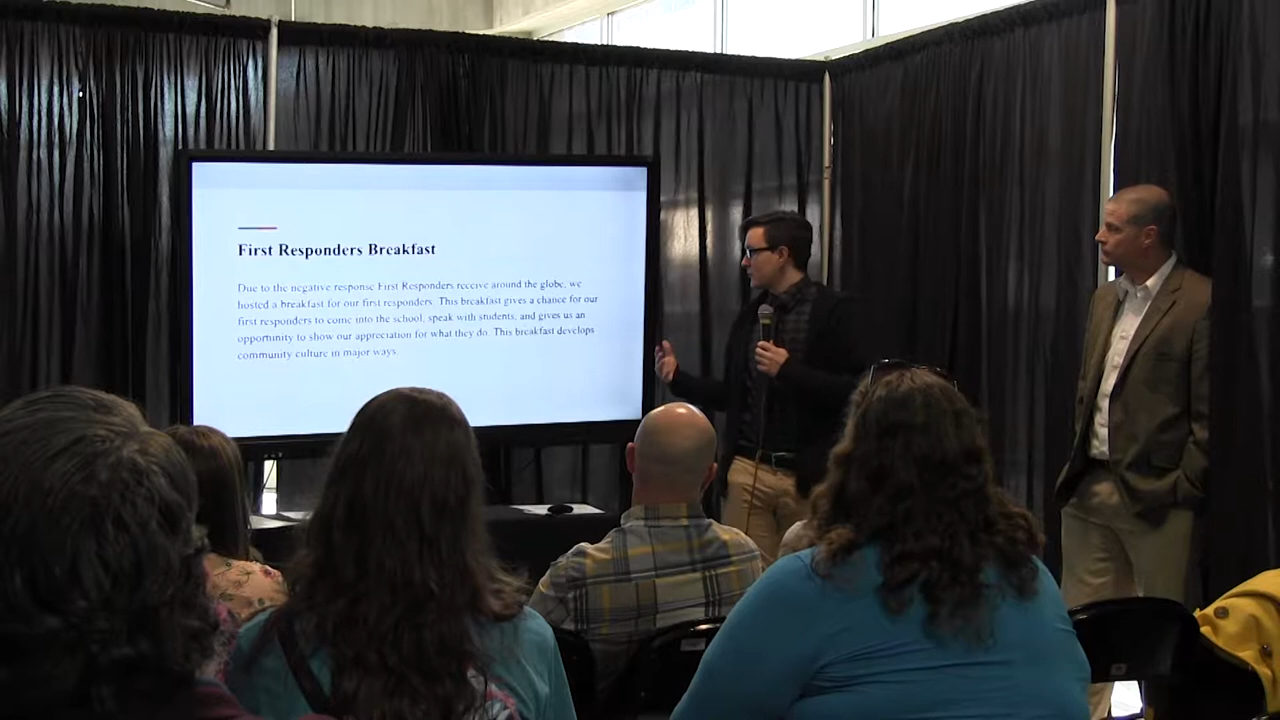 First Responders Breakfast
Due to the negative response First Responders receive around the globe, we
hosted a breakfast for our first responders. This breakfast gives a chance for our
first responders to come into the school, speak with students, and gives us an
opportunity to show our appreciation for what they do. This breakfast develops
community culture in major ways.